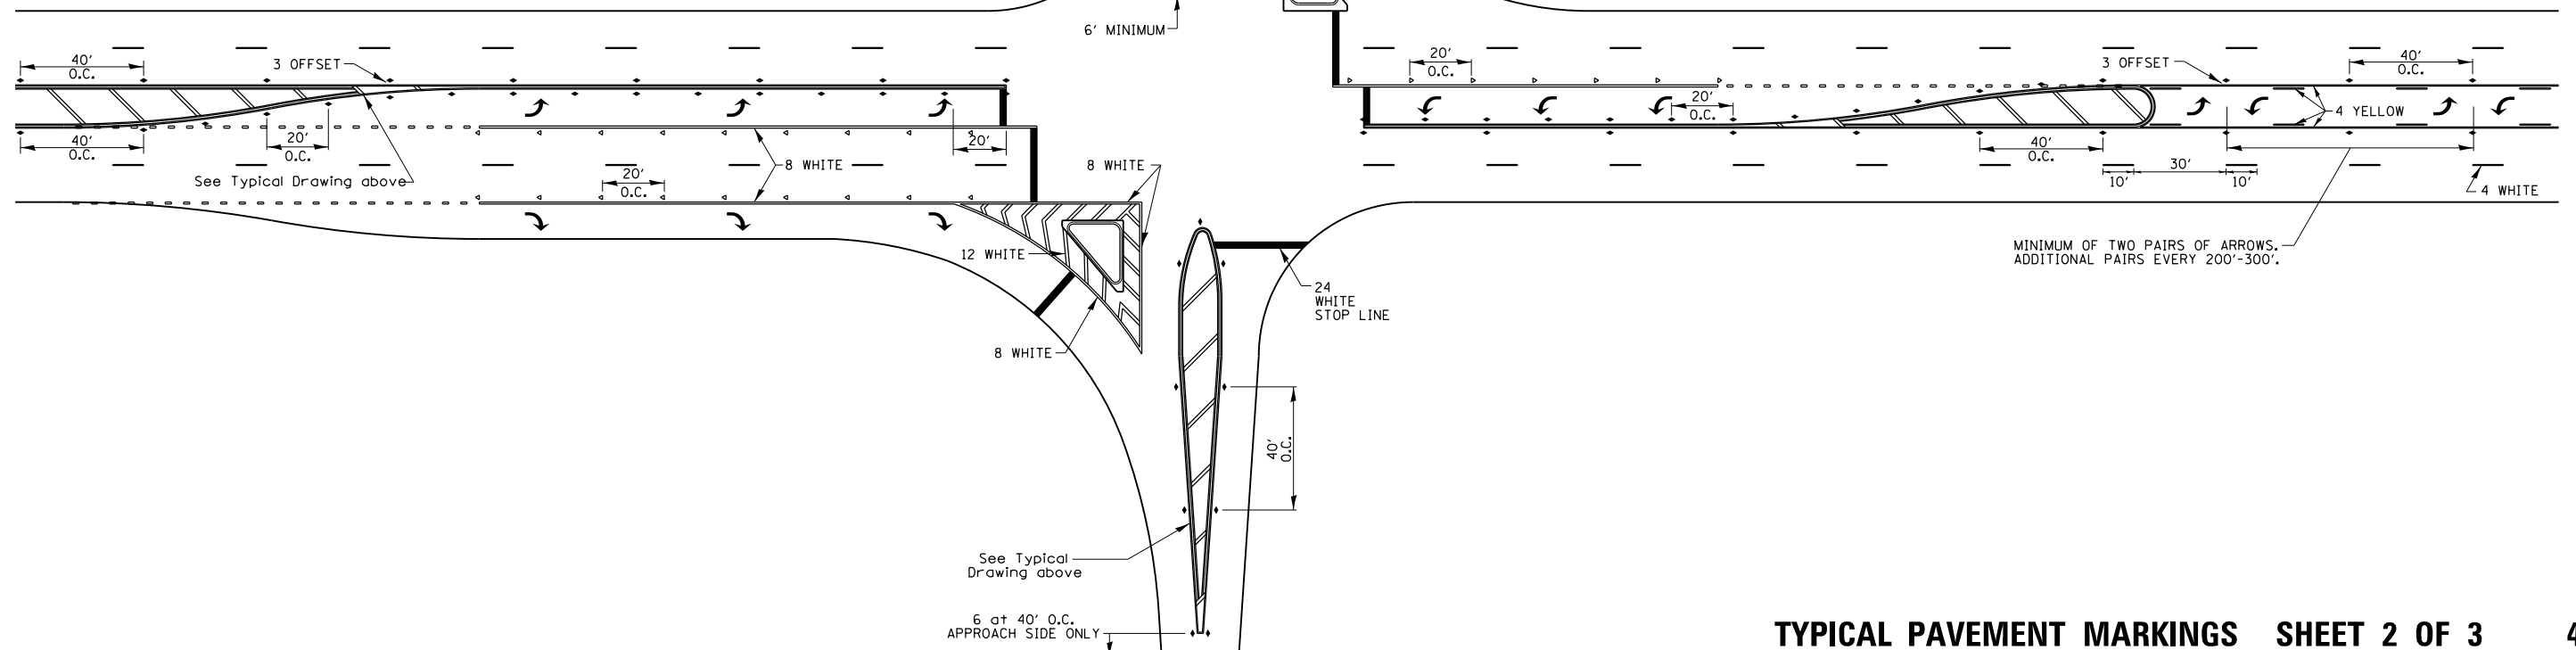 6' MINIMUM
40'
O.C.
3 OFFSET
20'
O.C.
3 OFFSET
40'
O.C.
20'
O.C.
4 YELLOW
40'
O.C.
20'
O.C.
20'
40'
O.C.
See Typical Drawing above
20'
O.C.
8 WHITE
8 WHITE
10'
30'
10'
4 WHITE
12 WHITE
MINIMUM OF TWO PAIRS OF ARROWS.
ADDITIONAL PAIRS EVERY 200'-300'.
24
WHITE
STOP LINE
8 WHITE
40'
O.C.
See Typical
Drawing above
6 at 40' O.C.
APPROACH SIDE ONLY
TYPICAL PAVEMENT MARKINGS SHEET 2 OF 3